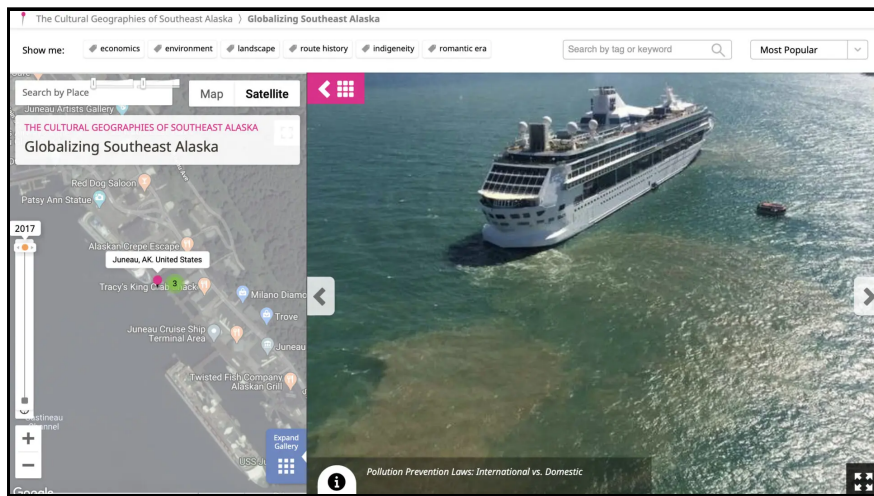 The Cultural Geographies of Southeast Alaska 〉 Globalizing Southeast Alaska
Show me: economics environment landscape route history indigeneity romantic era
Search by tag or keyword
Most Popular
Search by Place
Map Satellite
Juneau Artists Gallery
THE CULTURAL GEOGRAPHIES OF SOUTHEAST ALASKA
Globalizing Southeast Alaska
Red Dog Saloon
Patsy Ann Statue
2017
Alaskan Crepe Escape
Juneau, AK. United States
Tracy's King Crab Shack
3
Milano Diamo
Trove
Juneau Cruise Ship
Terminal Area
Juneau
Twisted Fish Company
Alaskan Grill
Channel
Expand
Gallery
Pollution Prevention Laws: International vs. Domestic
Google